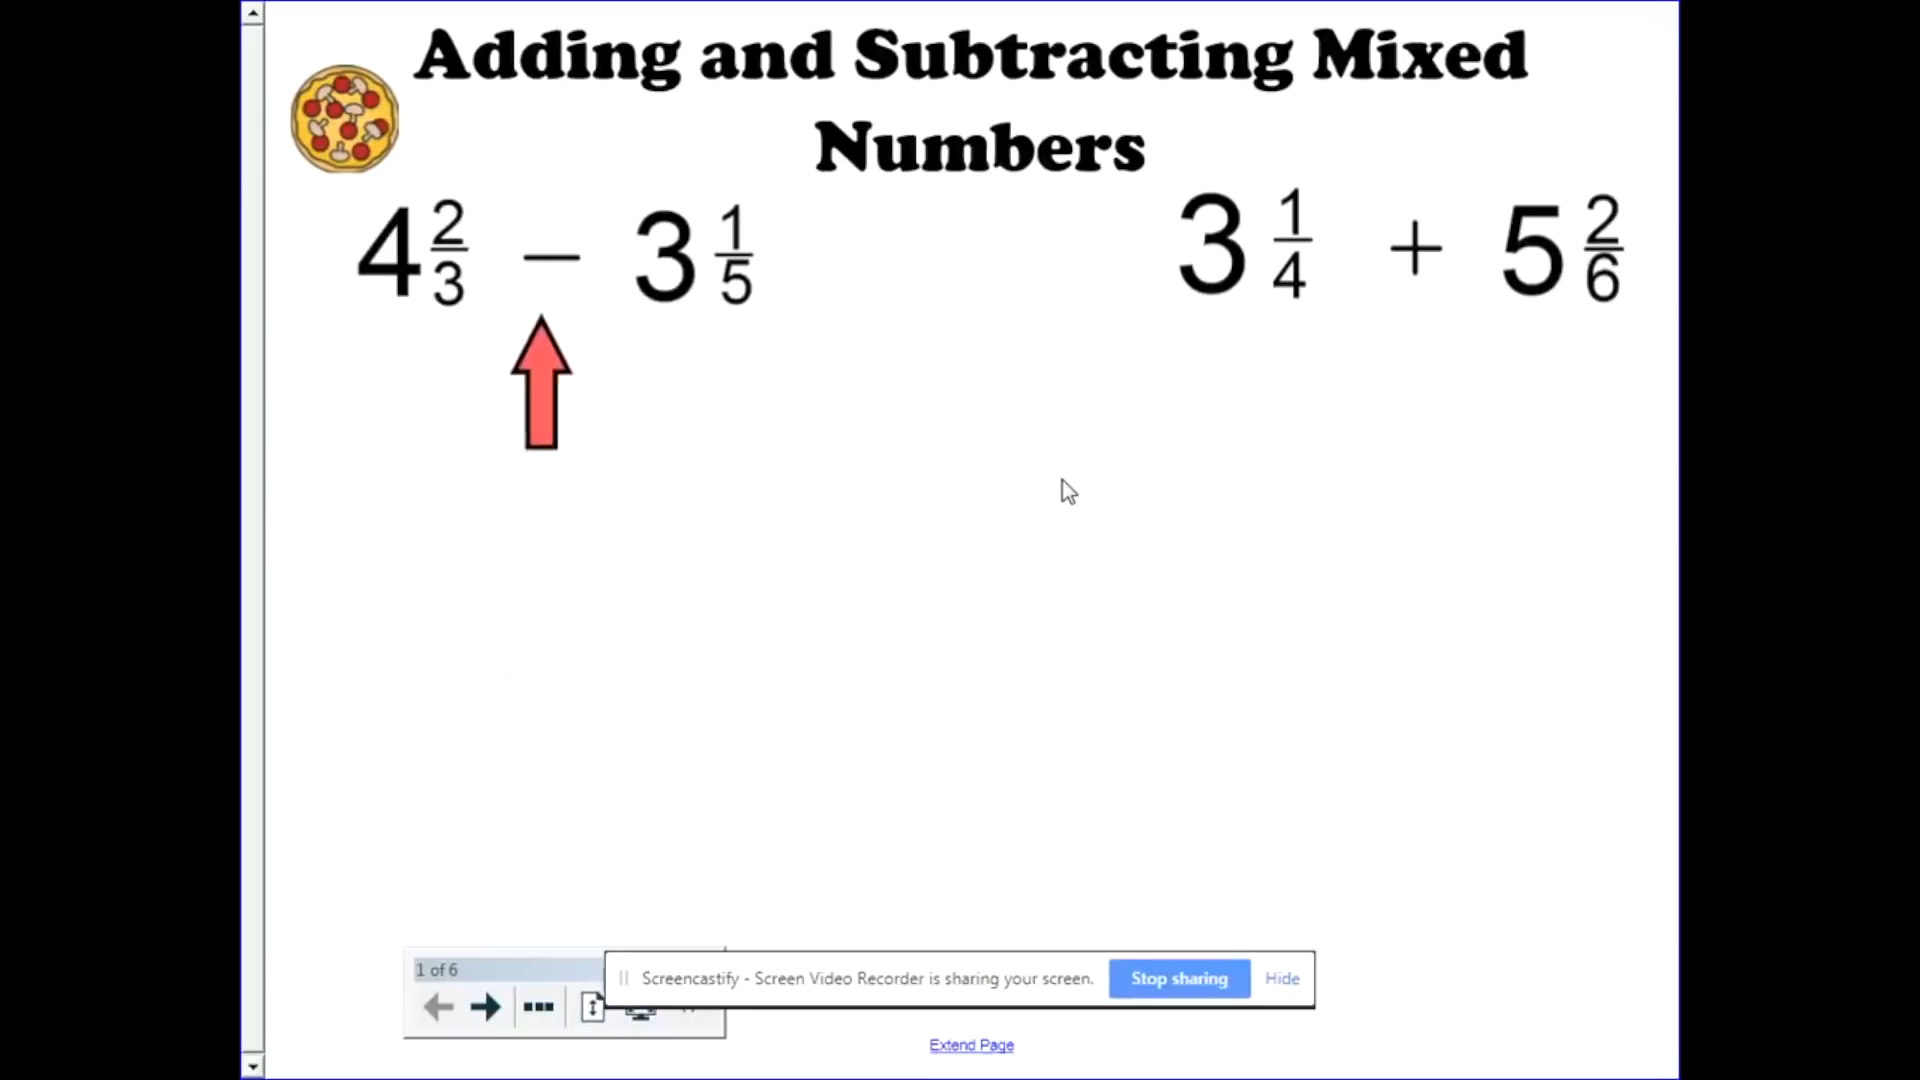 Adding and Subtracting Mixed
Numbers
4 2/3 − 3 1/5
3 1/4 + 5 2/6
1 of 6
Screencastify - Screen Video Recorder is sharing your screen.
Stop sharing
Hide
Extend Page